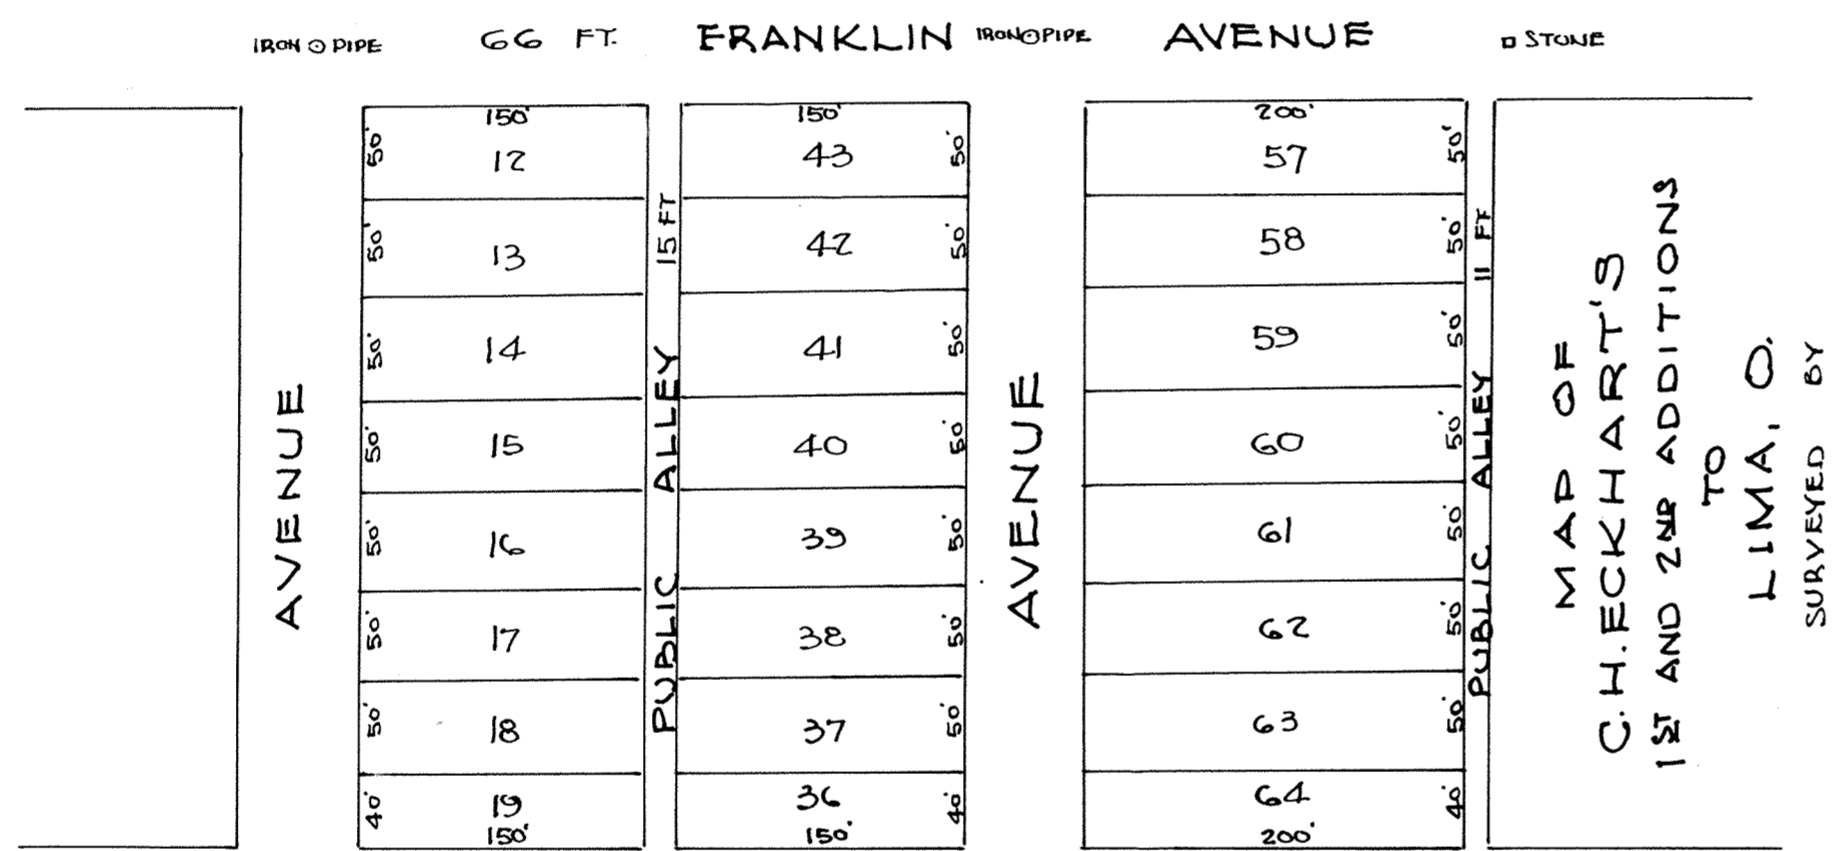 IRON PIPE 66 FT. FRANKLIN IRON PIPE AVENUE STONE
150' 150' 200'
50' 12 43 50' 57 50'
50' 13 15 FT 42 50' 58 50' 11 FT
50' 14 41 50' 59 50'
50' 15 40 50' 60 50'
50' 16 39 50' 61 50'
50' 17 38 50' 62 50'
50' 18 37 50' 63 50'
40' 19 36 40' 64 40'
150' 150' 200'
AVENUE
PUBLIC ALLEY
AVENUE
PUBLIC ALLEY
MAP OF
C.H. ECKHART'S
1ST AND 2ND ADDITIONS
TO
LIMA, O.
SURVEYED BY